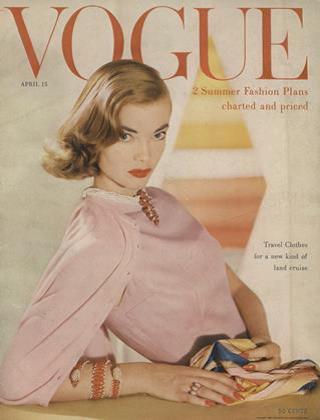 VOGUE
APRIL 15
2 Summer Fashion Plans
charted and priced
Travel Clothes
for a new kind of
land cruise
50 CENTS